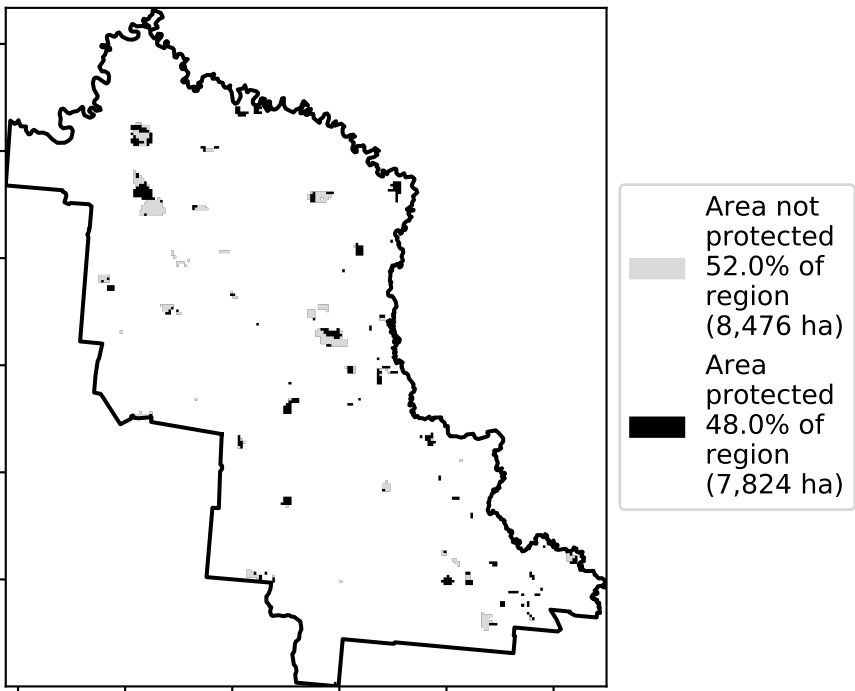 Area not
protected
52.0% of
region
(8,476 ha)
Area
protected
48.0% of
region
(7,824 ha)